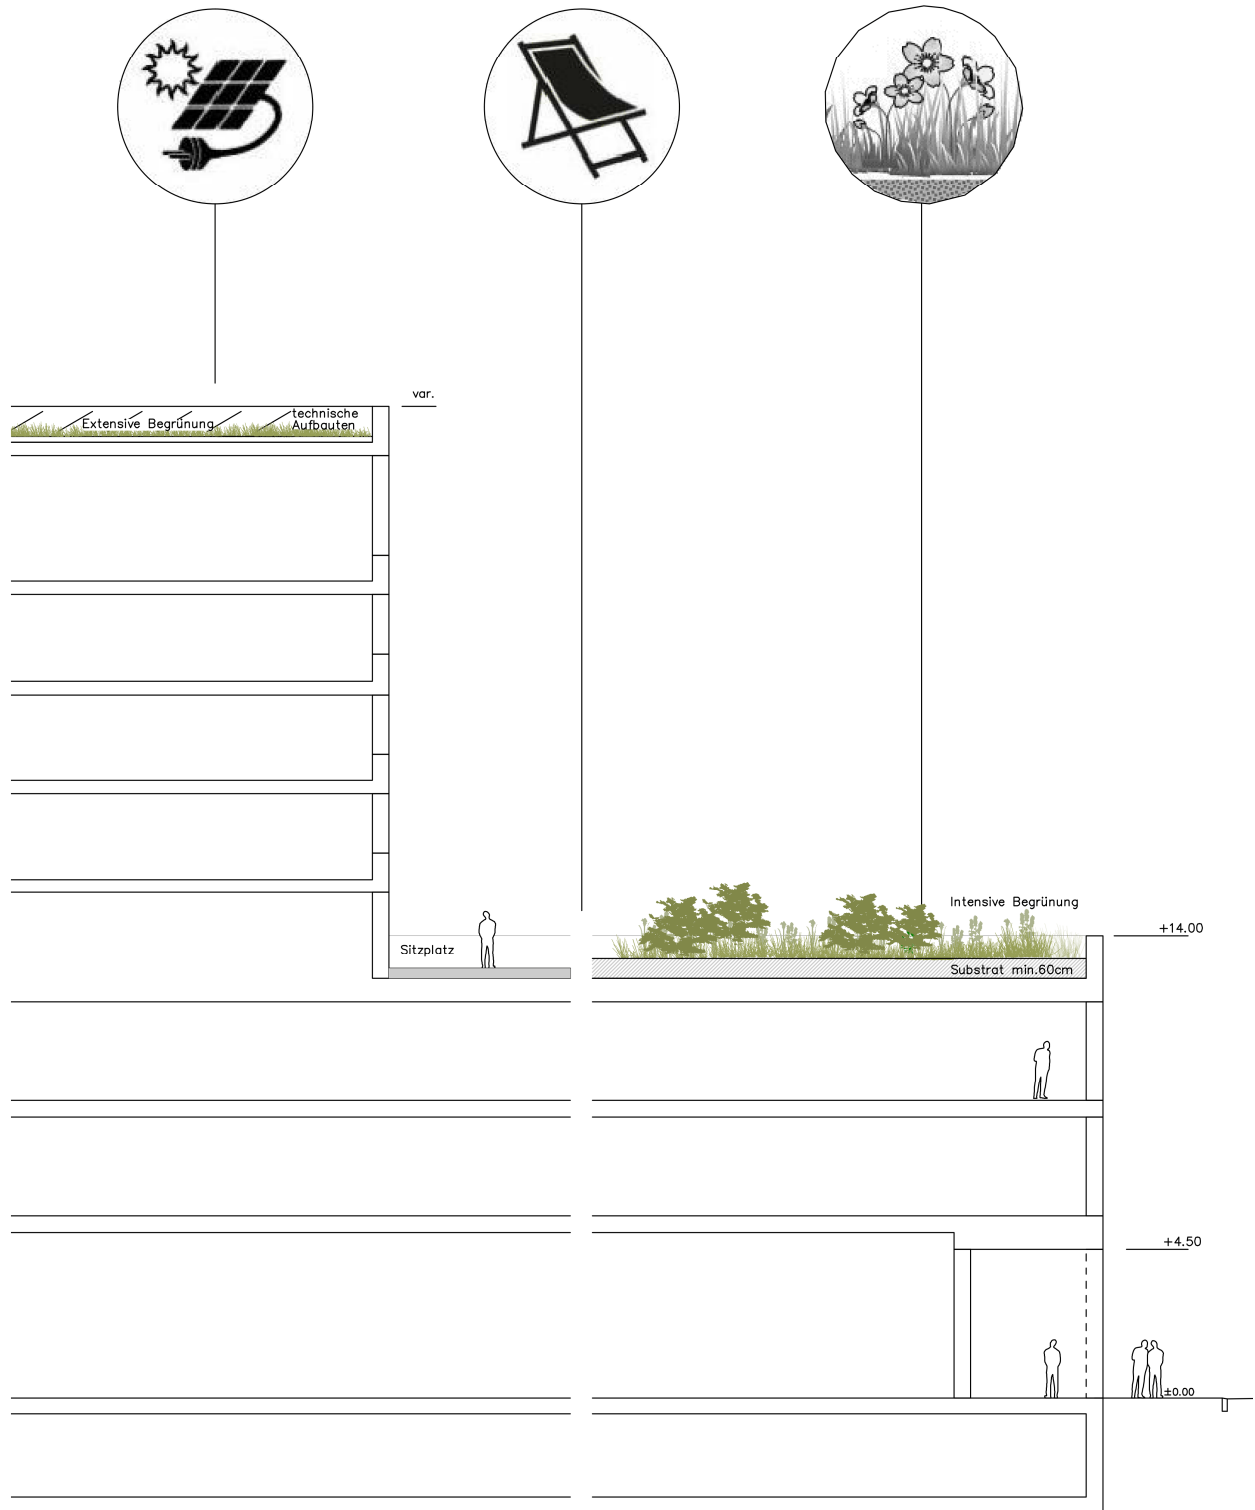 var.
technische
Extensive Begrünung
Aufbauten
Intensive Begrünung
+14.00
Sitzplatz
Substrat min.60cm
+4.50
±0.00